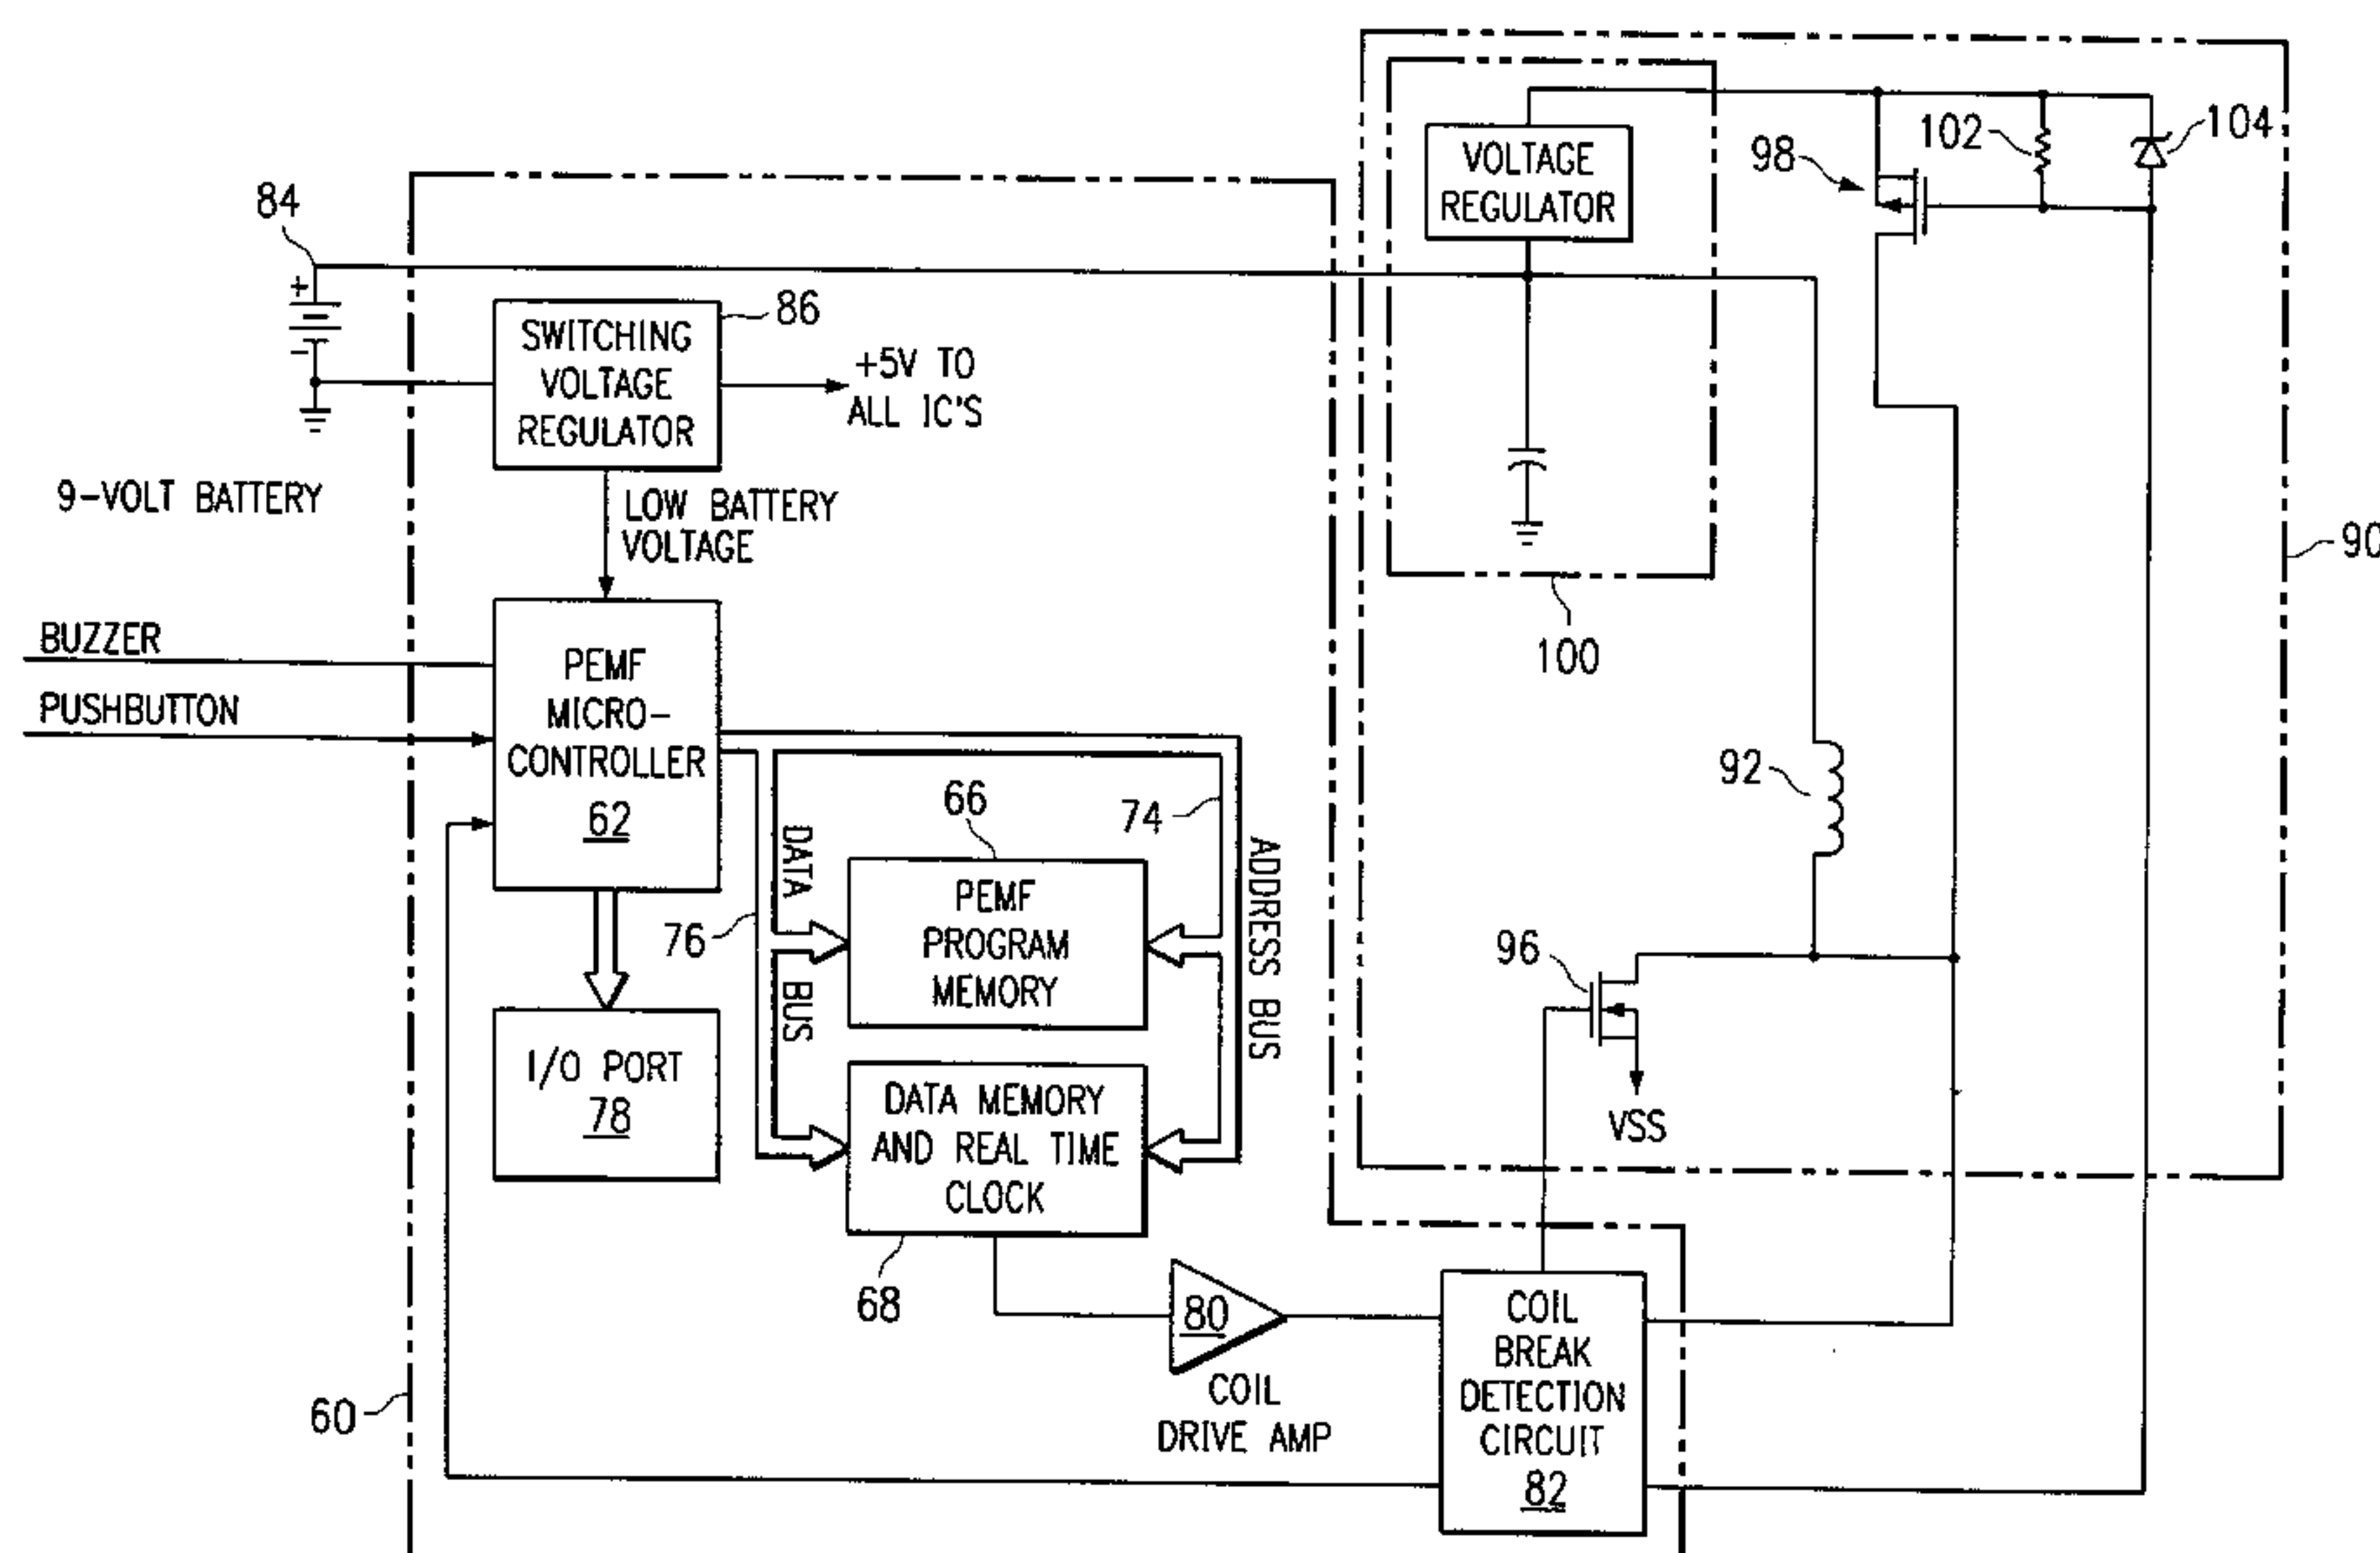 84
+
-
9-VOLT BATTERY
SWITCHING
VOLTAGE
REGULATOR
86
+5V TO
ALL IC'S
LOW BATTERY
VOLTAGE
BUZZER
PUSHBUTTON
PEMF
MICRO-
CONTROLLER
62
I/O PORT
78
76
DATA BUS
66
PEMF
PROGRAM
MEMORY
74
ADDRESS BUS
DATA MEMORY
AND REAL TIME
CLOCK
68
60
80
COIL
DRIVE AMP
COIL
BREAK
DETECTION
CIRCUIT
82
VOLTAGE
REGULATOR
100
98
102
104
90
92
96
VSS